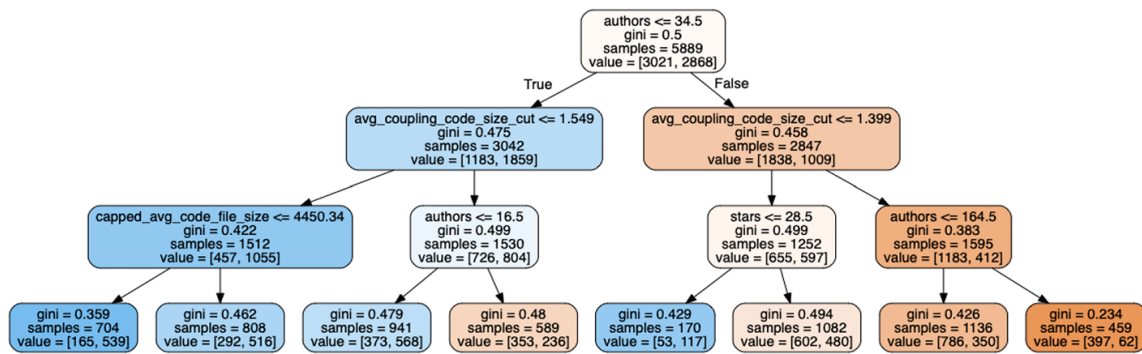 authors <= 34.5
gini = 0.5
samples = 5889
value = [3021, 2868]
True
False
avg_coupling_code_size_cut <= 1.549
gini = 0.475
samples = 3042
value = [1183, 1859]
avg_coupling_code_size_cut <= 1.399
gini = 0.458
samples = 2847
value = [1838, 1009]
capped_avg_code_file_size <= 4450.34
gini = 0.422
samples = 1512
value = [457, 1055]
authors <= 16.5
gini = 0.499
samples = 1530
value = [726, 804]
stars <= 28.5
gini = 0.499
samples = 1252
value = [655, 597]
authors <= 164.5
gini = 0.383
samples = 1595
value = [1183, 412]
gini = 0.359
samples = 704
value = [165, 539]
gini = 0.462
samples = 808
value = [292, 516]
gini = 0.479
samples = 941
value = [373, 568]
gini = 0.48
samples = 589
value = [353, 236]
gini = 0.429
samples = 170
value = [53, 117]
gini = 0.494
samples = 1082
value = [602, 480]
gini = 0.426
samples = 1136
value = [786, 350]
gini = 0.234
samples = 459
value = [397, 62]